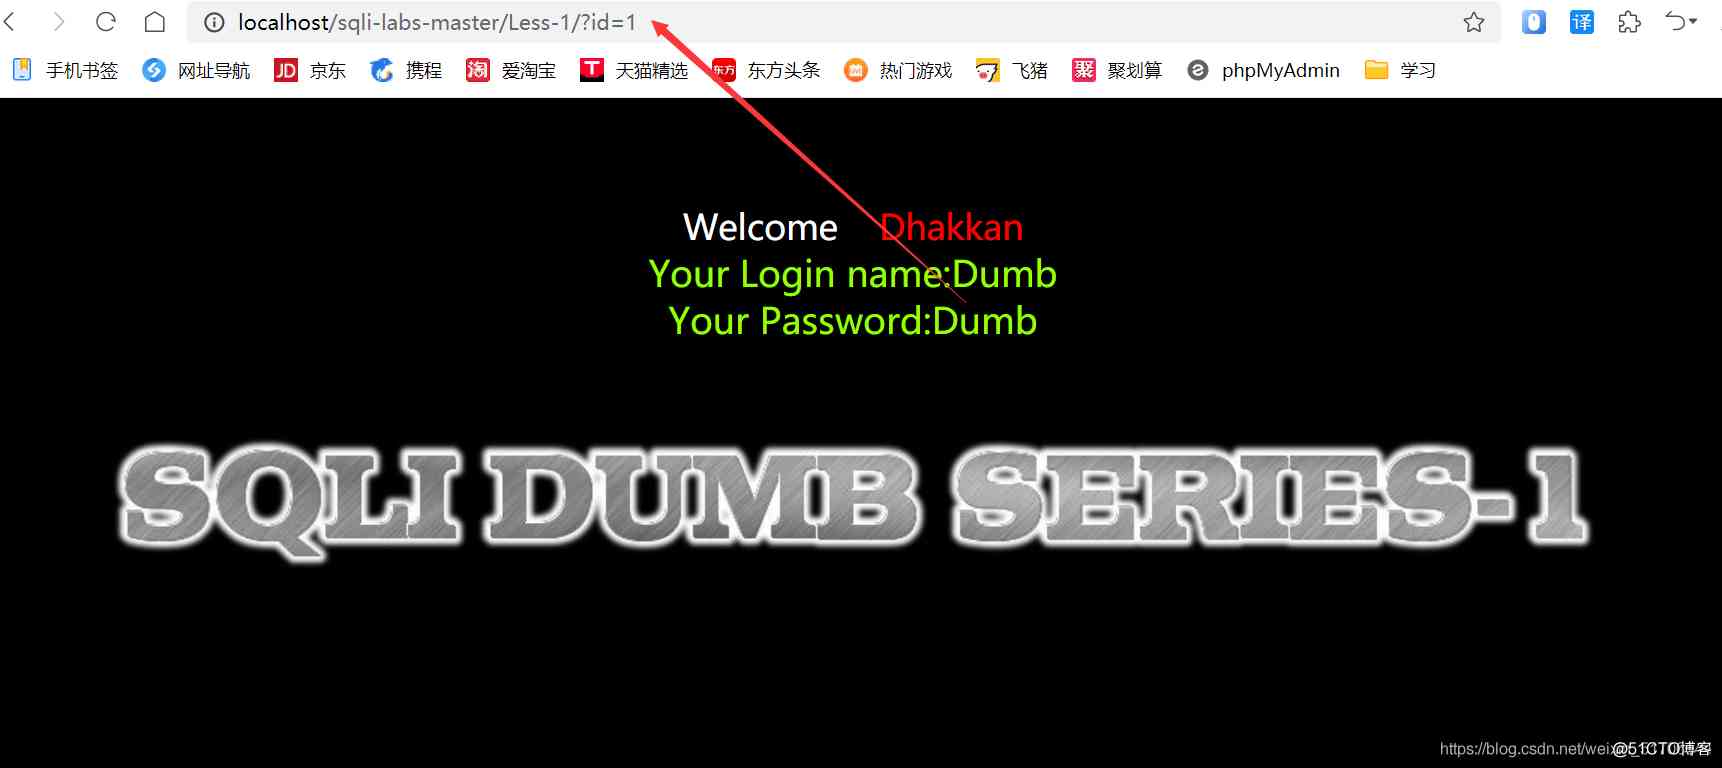 localhost/sqli-labs-master/Less-1/?id=1
译
手机书签 网址导航 JD 京东 携程 淘 爱淘宝 T 天猫精选 东方 东方头条 热门游戏 飞猪 聚 聚划算 phpMyAdmin 学习
Welcome Dhakkan
Your Login name:Dumb
Your Password:Dumb
SQLI DUMB SERIES-1
https://blog.csdn.net/weixin_ @51CTO博客